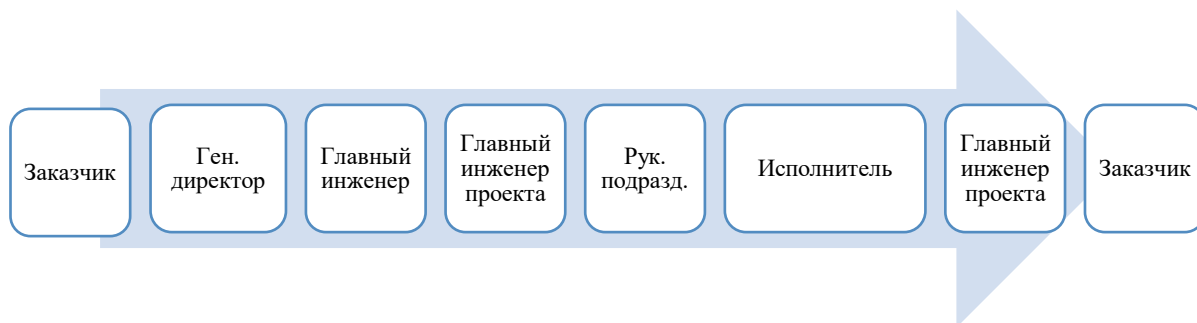 Заказчик
Ген.
директор
Главный
инженер
Главный
инженер
проекта
Рук.
подразд.
Исполнитель
Главный
инженер
проекта
Заказчик